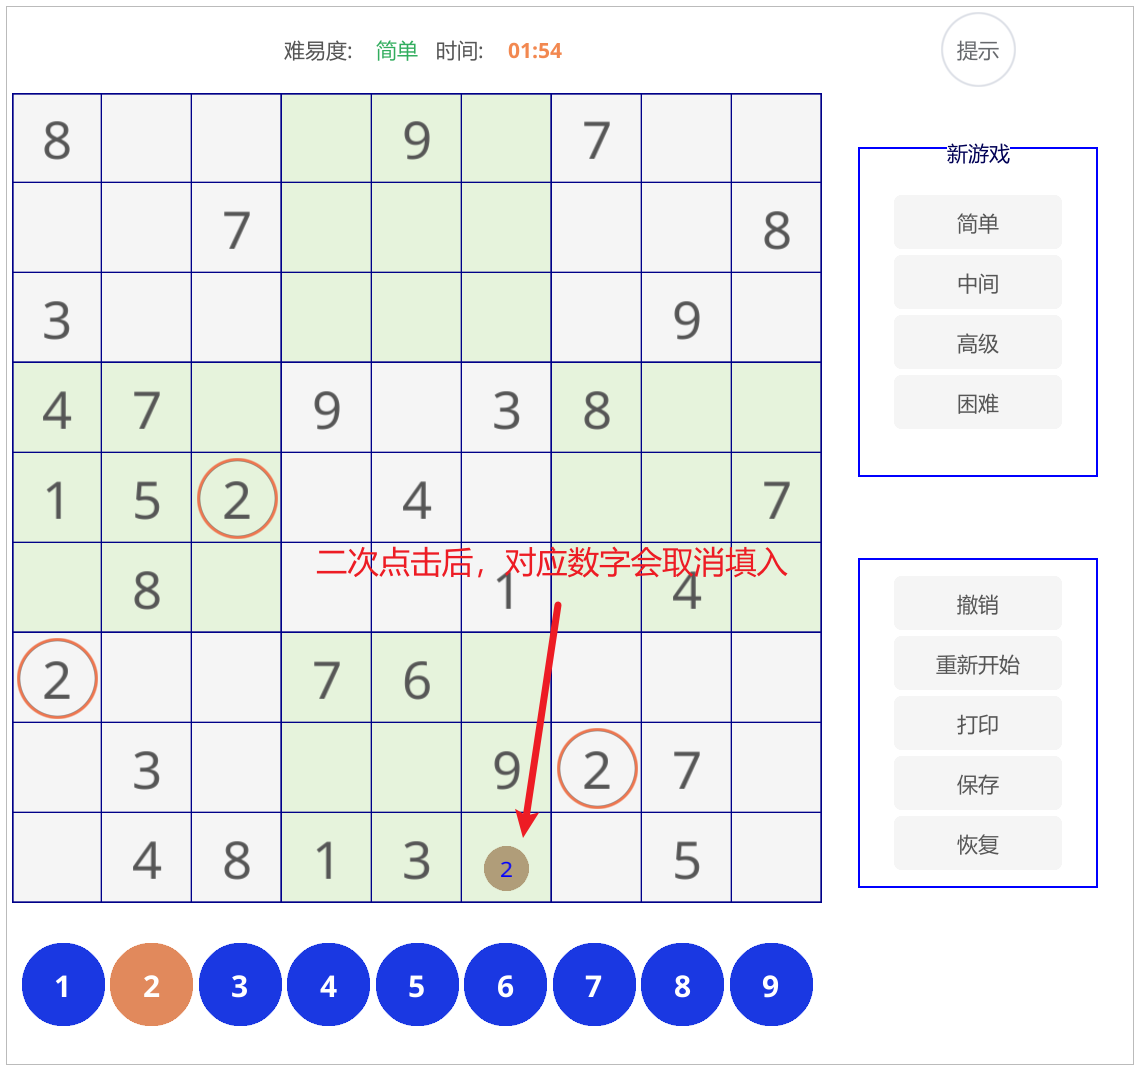 难易度: 简单 时间: 01:54
提示
8 9 7
7 8
3 9
4 7 9 3 8
1 5 2 4 7
二次点击后，对应数字会取消填入
8 1 4
2 7 6
3 9 2 7
4 8 1 3 2 5
1 2 3 4 5 6 7 8 9
新游戏
简单
中间
高级
困难
撤销
重新开始
打印
保存
恢复